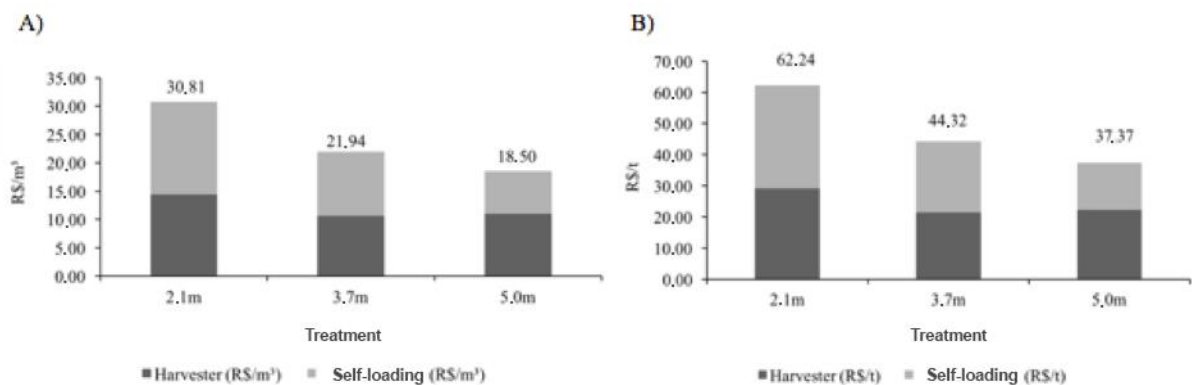 A)
35.00
30.00
25.00
20.00
15.00
10.00
5.00
0.00
R$/m³
30.81
21.94
18.50
2.1m 3.7m 5.0m
Treatment
Harvester (R$/m³) Self-loading (R$/m³)
B)
70.00
60.00
50.00
40.00
30.00
20.00
10.00
0.00
R$/t
62.24
44.32
37.37
2.1m 3.7m 5.0m
Treatment
Harvester (R$/t) Self-loading (R$/t)